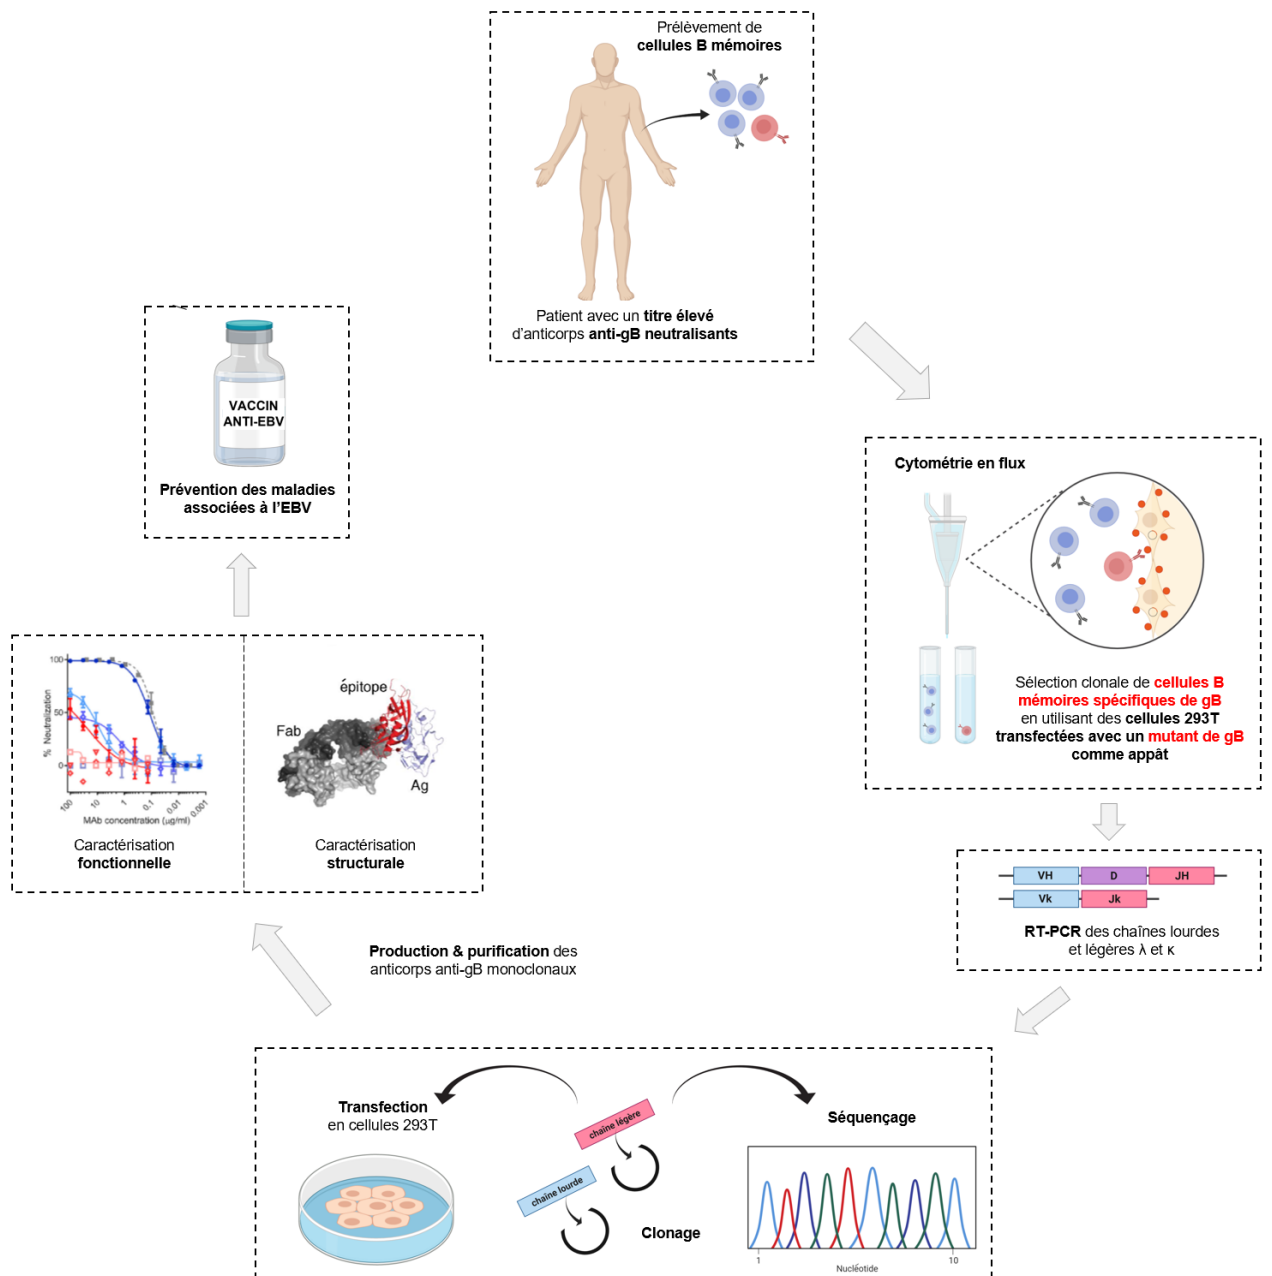 Prélèvement de
cellules B mémoires
Patient avec un titre élevé
d'anticorps anti-gB neutralisants
Cytométrie en flux
Sélection clonale de cellules B
mémoires spécifiques de gB
en utilisant des cellules 293T
transfectées avec un mutant de gB
comme appât
VH D JH
Vk Jk
RT-PCR des chaînes lourdes
et légères λ et κ
Transfection
en cellules 293T
chaîne légère
chaîne lourde
Clonage
Séquençage
1 10
Nucléotide
Production & purification des
anticorps anti-gB monoclonaux
% Neutralization
100
50
0
100 10 1 0.1 0.01 0.001
MAb concentration (µg/ml)
Caractérisation
fonctionnelle
épitope
Fab
Ag
Caractérisation
structurale
VACCIN
ANTI-EBV
Prévention des maladies
associées à l'EBV